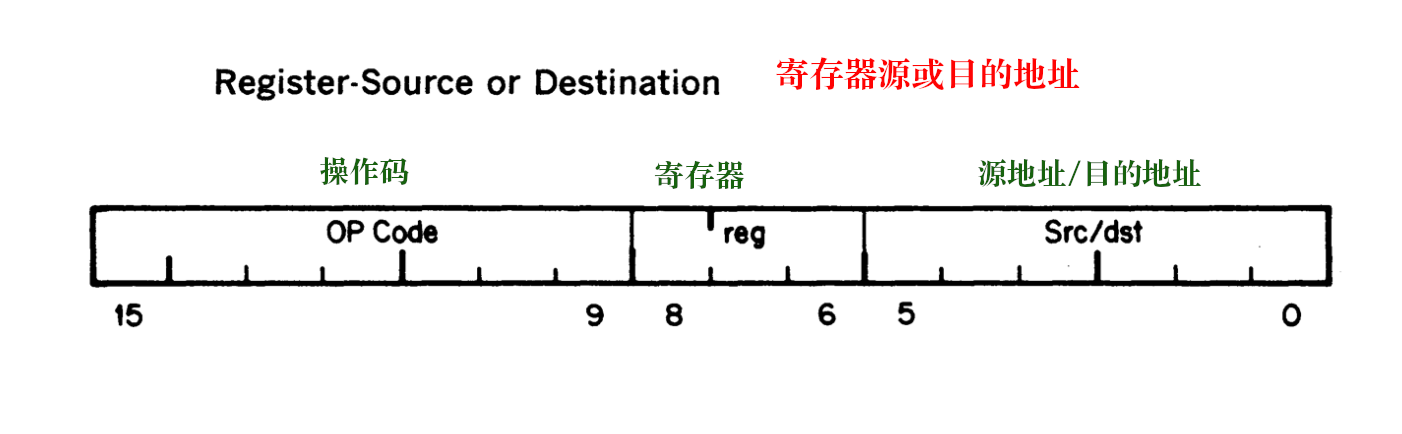 Register-Source or Destination 寄存器源或目的地址
操作码 寄存器 源地址/目的地址
OP Code reg Src/dst
15 9 8 6 5 0